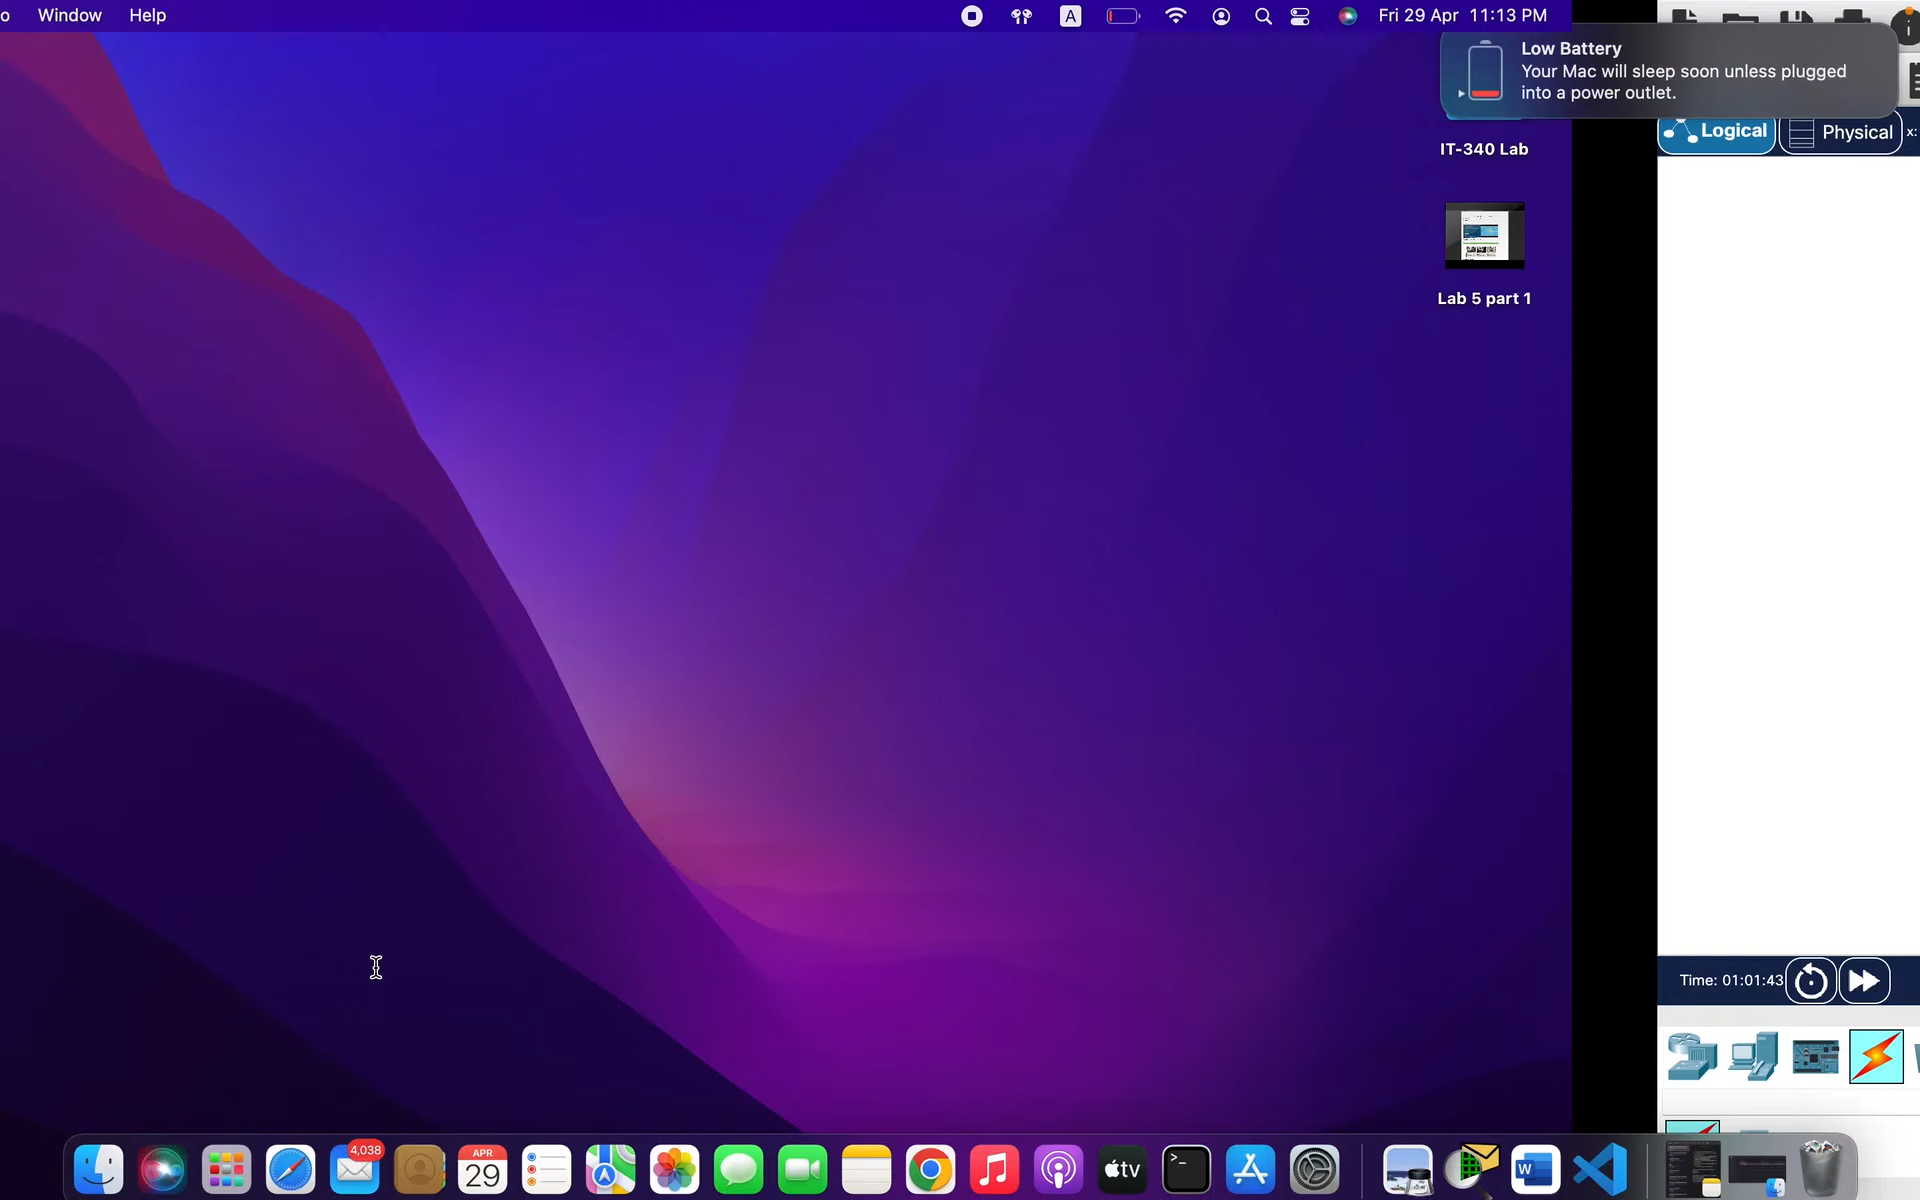 o Window Help A Fri 29 Apr 11:13 PM
Low Battery
Your Mac will sleep soon unless plugged
into a power outlet.
Logical Physical x:
IT-340 Lab
Lab 5 part 1
Time: 01:01:43
4,038
APR
29
tv
>_
W